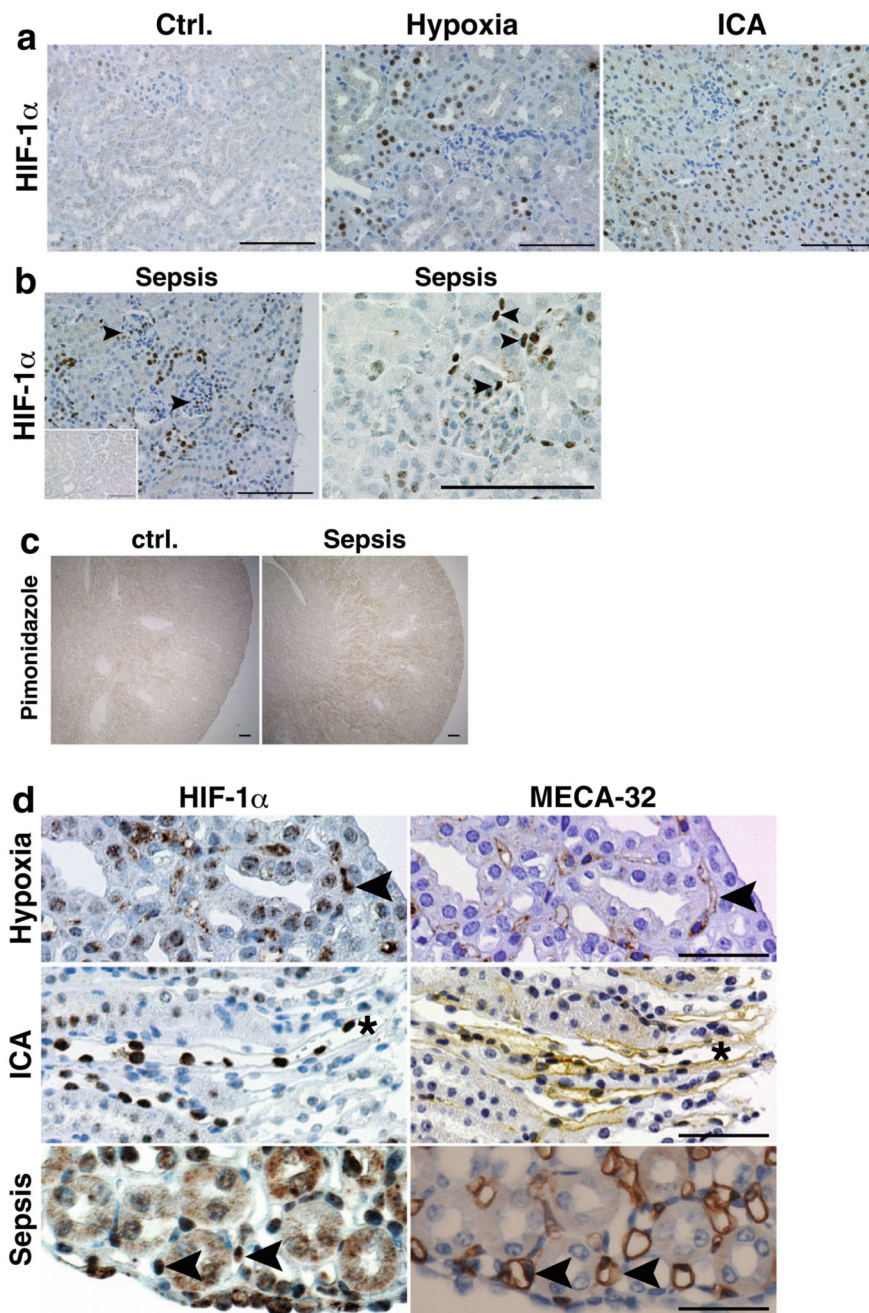 a
Ctrl. Hypoxia ICA
HIF-1α
b
Sepsis Sepsis
HIF-1α
c
ctrl. Sepsis
Pimonidazole
d
HIF-1α MECA-32
Hypoxia
*
*
ICA
Sepsis